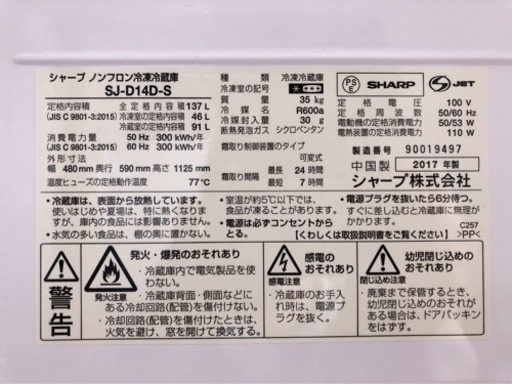 シャープ ノンフロン冷凍冷蔵庫
SJ-D14D-S
定格内容積 全定格内容積 137 L
(JIS C 9801-3:2015) 冷凍室の定格内容積 46 L
冷蔵室の定格内容積 91 L
消費電力量 50 Hz 300 kWh/年
(JIS C 9801-3:2015) 60 Hz 300 kWh/年
外形寸法
幅 480mm 奥行 590mm 高さ 1125 mm
温度ヒューズの定格動作温度 77℃
種類 冷凍冷蔵庫
冷凍室の記号
質量 35 kg
冷媒 R600a
冷媒量 30 g
断熱発泡ガス シクロペンタン
霜取り制御装置のタイプ
可変式
霜取り間隔 最長 24 時間
最短 7 時間
PS
E
SHARP
S JET
定格電圧 100 V
定格周波数 50/60 Hz
電動機の定格消費電力 50/53 W
電熱装置の定格消費電力 110 W
製造番号 90019497
中国製 2017 年製
シャープ株式会社
・冷蔵庫は、表面から放熱しています。
使いはじめや夏場は、特に熱くなりますが、庫内の食品には影響ありません。
・水気の多い食品は、棚の奥に置かない。
・室温が約5℃以下では、食品が凍ることがあります。
・電源は必ずコンセントからとる。
・電源プラグを抜いたら6分待つ。
すぐに差し込むと冷蔵庫に無理がかかります。
【くわしくは取扱説明書をご覧ください】
C257
>PP<
警告
発火・爆発のおそれあり
発火注意
・冷蔵庫内で電気製品を使わない。
・冷蔵庫背面・側面などにある冷却回路(配管)を傷付けない。
・冷却回路(配管)を傷付けたときは、火気を避け、窓を開けて換気する。
感電のおそれあり
感電注意
・冷蔵庫のお手入れ時は、電源プラグを抜く。
幼児閉じ込めのおそれあり
閉じ込め注意
・廃棄まで保管するときに、幼児閉じ込めのおそれがある場合は、ドアパッキンをはずす。